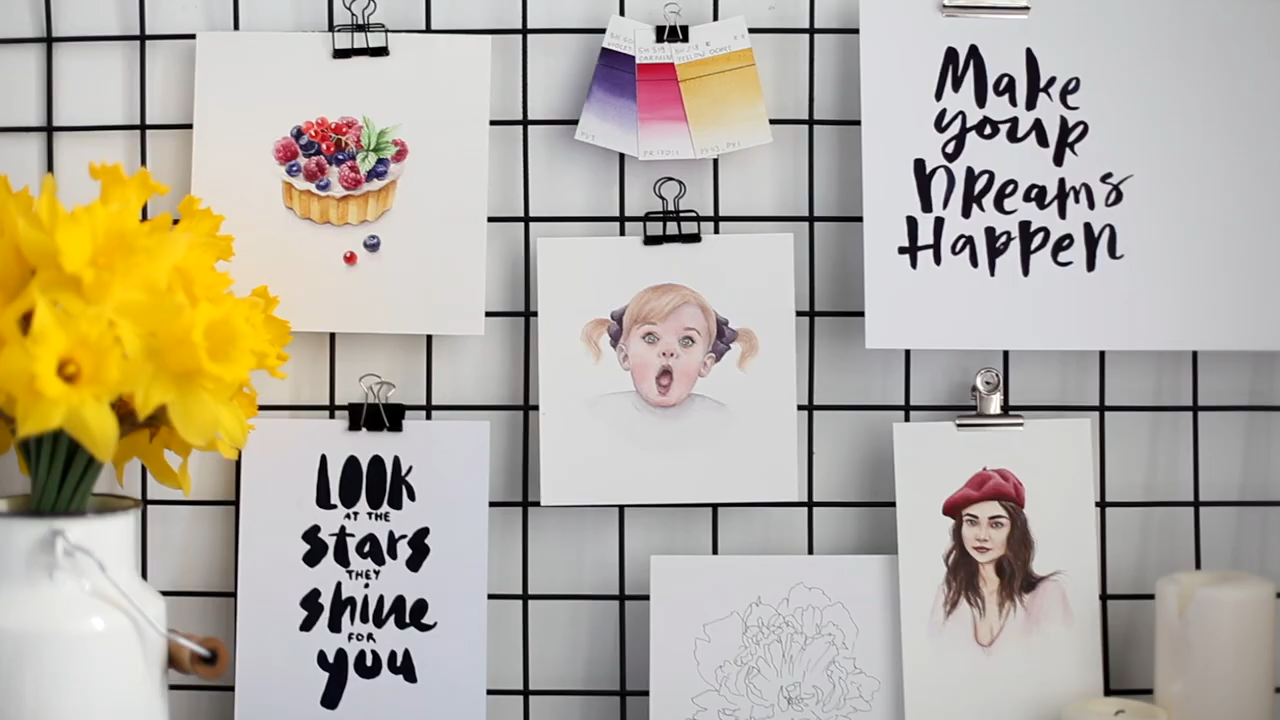 Make
your
Dreams
Happen
LOOK
AT THE
stars
THEY
shine
FOR
you